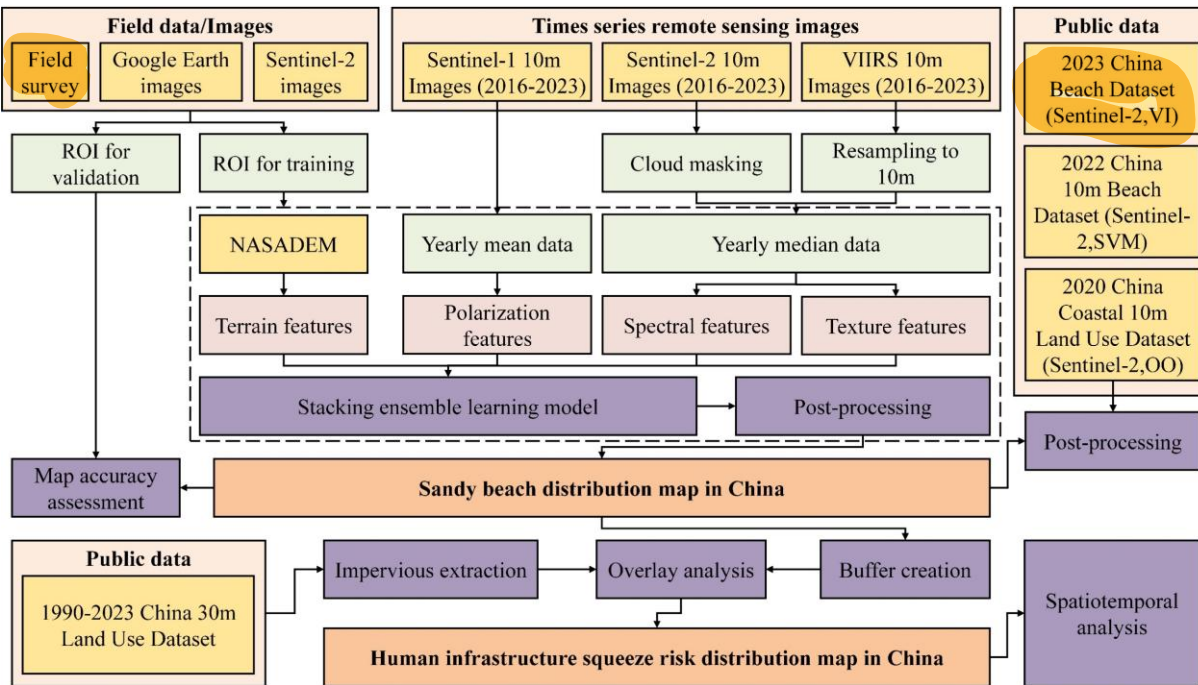 Field data/Images
Field
survey
Google Earth
images
Sentinel-2
images
Times series remote sensing images
Sentinel-1 10m
Images (2016-2023)
Sentinel-2 10m
Images (2016-2023)
VIIRS 10m
Images (2016-2023)
Public data
2023 China
Beach Dataset
(Sentinel-2,VI)
2022 China
10m Beach
Dataset (Sentinel-
2,SVM)
2020 China
Coastal 10m
Land Use Dataset
(Sentinel-2,OO)
ROI for
validation
ROI for training
Cloud masking
Resampling to
10m
NASADEM
Yearly mean data
Yearly median data
Terrain features
Polarization
features
Spectral features
Texture features
Stacking ensemble learning model
Post-processing
Post-processing
Map accuracy
assessment
Sandy beach distribution map in China
Public data
1990-2023 China 30m
Land Use Dataset
Impervious extraction
Overlay analysis
Buffer creation
Spatiotemporal
analysis
Human infrastructure squeeze risk distribution map in China